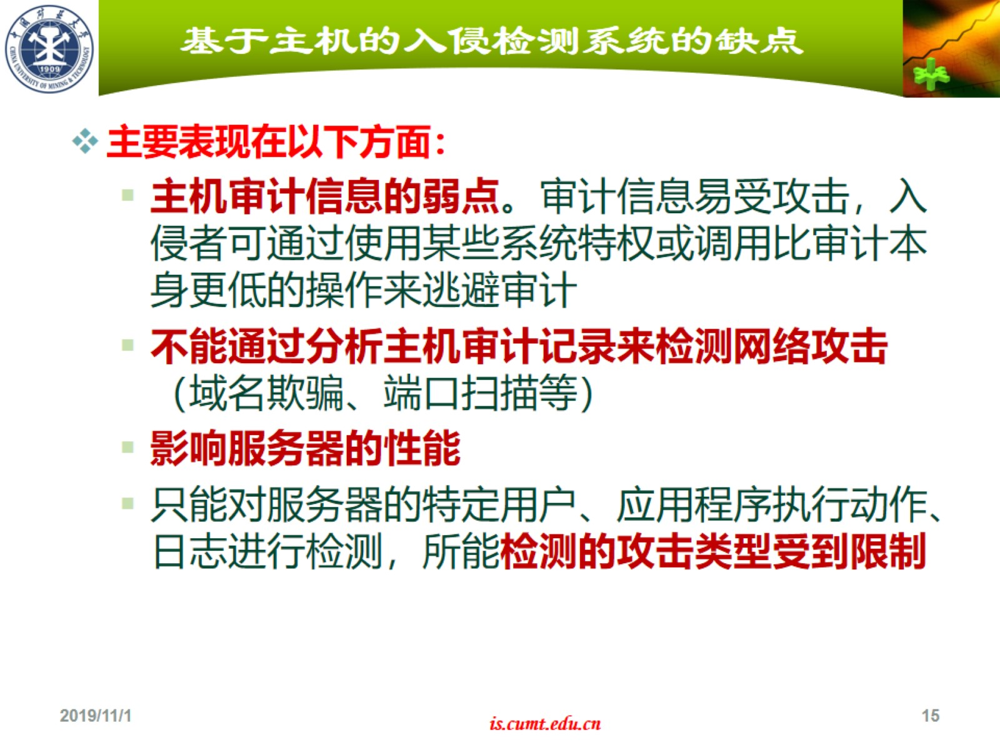 中国矿业大学
CHINA UNIVERSITY OF MINING & TECHNOLOGY
1909
基于主机的入侵检测系统的缺点
主要表现在以下方面：
主机审计信息的弱点。审计信息易受攻击，入
侵者可通过使用某些系统特权或调用比审计本
身更低的操作来逃避审计
不能通过分析主机审计记录来检测网络攻击
（域名欺骗、端口扫描等）
影响服务器的性能
只能对服务器的特定用户、应用程序执行动作、
日志进行检测，所能检测的攻击类型受到限制
2019/11/1
is.cumt.edu.cn
15